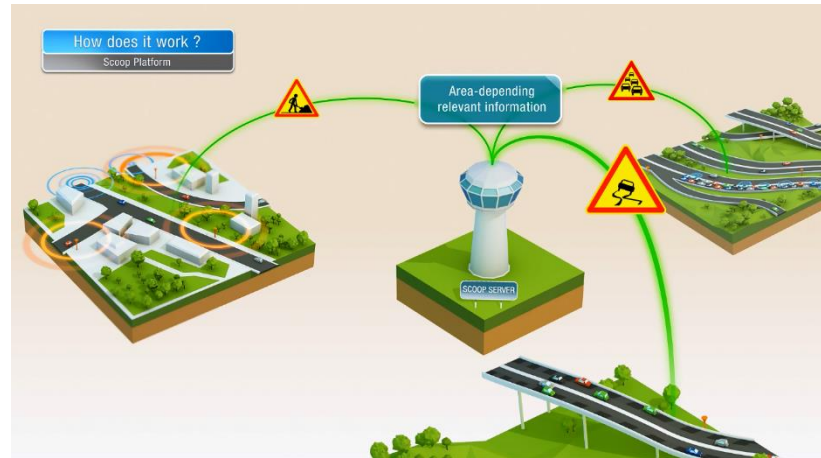 How does it work ?
Scoop Platform
Area-depending
relevant information
SCOOP SERVER